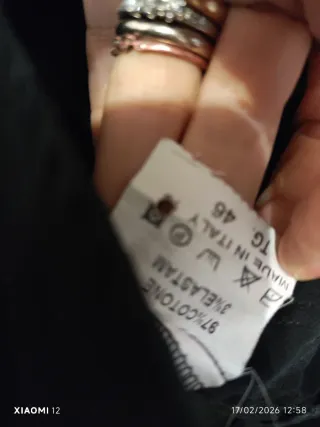 97%COTONE
3%ELASTAM
MADE IN ITALY
TG.
46
XIAOMI 12
17/02/2026 12:58